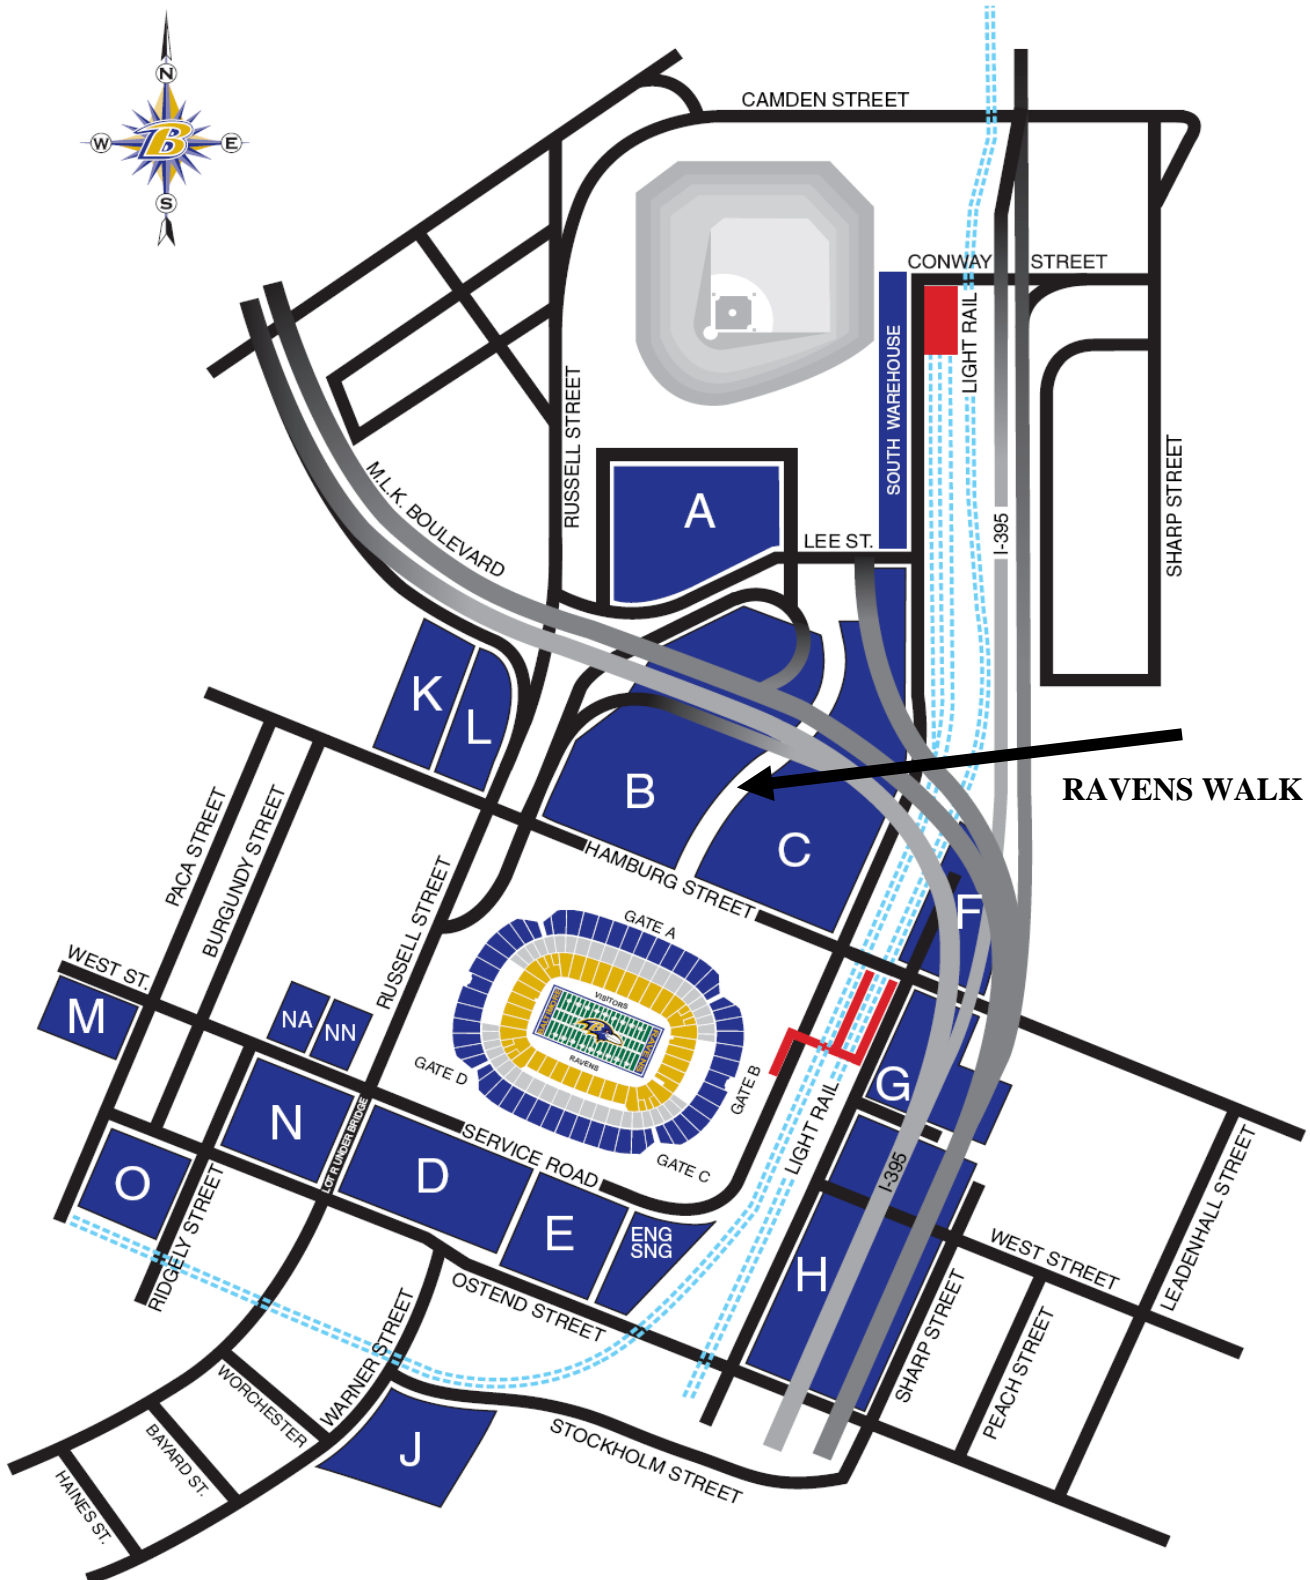 N
W
B
E
S
CAMDEN STREET
CONWAY STREET
LIGHT RAIL
SOUTH WAREHOUSE
RUSSELL STREET
M.L.K. BOULEVARD
A
LEE ST.
I-395
SHARP STREET
K
L
B
C
RAVENS WALK
HAMBURG STREET
PACA STREET
BURGUNDY STREET
RUSSELL STREET
F
GATE A
WEST ST.
M
NA
NN
VISITORS
BALTIMORE
B
RAVENS
RAVENS
GATE D
GATE B
GATE C
LIGHT RAIL
G
N
LOT R UNDER BRIDGE
SERVICE ROAD
D
E
ENG
SNG
O
RIDGELY STREET
I-395
H
WEST STREET
LEADENHALL STREET
OSTEND STREET
SHARP STREET
PEACH STREET
WARNER STREET
WORCHESTER
BAYARD ST.
HAINES ST.
J
STOCKHOLM STREET